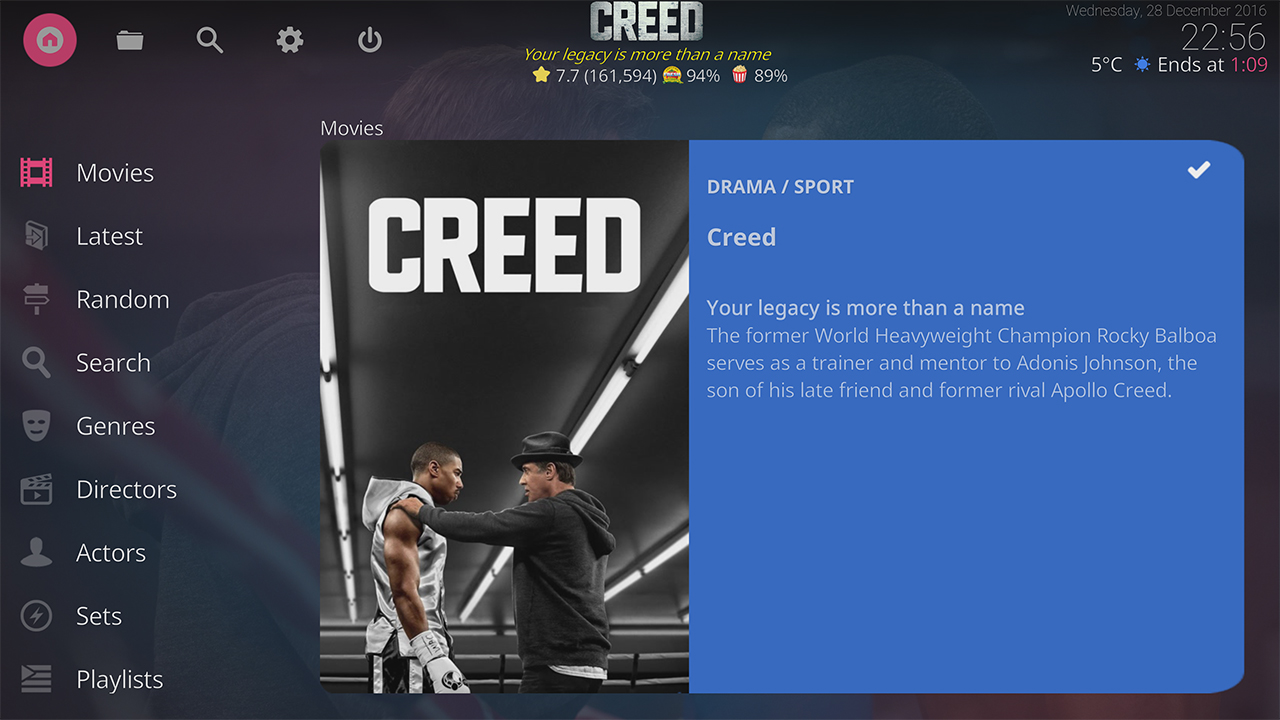 CREED
Your legacy is more than a name
7.7 (161,594) 94% 89%
Wednesday, 28 December 2016
22:56
5°C Ends at 1:09
Movies
Latest
Random
Search
Genres
Directors
Actors
Sets
Playlists
Movies
CREED
DRAMA / SPORT
Creed
Your legacy is more than a name
The former World Heavyweight Champion Rocky Balboa
serves as a trainer and mentor to Adonis Johnson, the
son of his late friend and former rival Apollo Creed.